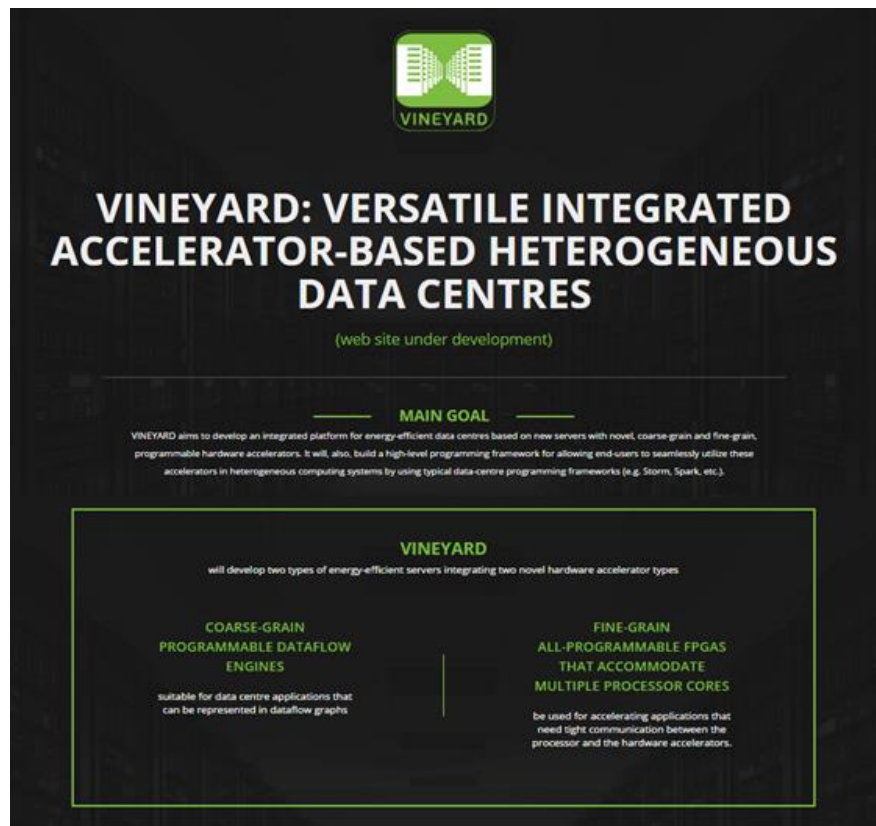 VINEYARD
VINEYARD: VERSATILE INTEGRATED
ACCELERATOR-BASED HETEROGENEOUS
DATA CENTRES
(web site under development)
MAIN GOAL
VINEYARD aims to develop an integrated platform for energy-efficient data centres based on new servers with novel, coarse-grain and fine-grain,
programmable hardware accelerators. It will, also, build a high-level programming framework for allowing end-users to seamlessly utilize these
accelerators in heterogeneous computing systems by using typical data-centre programming frameworks (e.g. Storm, Spark, etc.).
VINEYARD
will develop two types of energy-efficient servers integrating two novel hardware accelerator types
COARSE-GRAIN
PROGRAMMABLE DATAFLOW
ENGINES
suitable for data centre applications that
can be represented in dataflow graphs
FINE-GRAIN
ALL-PROGRAMMABLE FPGAS
THAT ACCOMMODATE
MULTIPLE PROCESSOR CORES
be used for accelerating applications that
need tight communication between the
processor and the hardware accelerators.